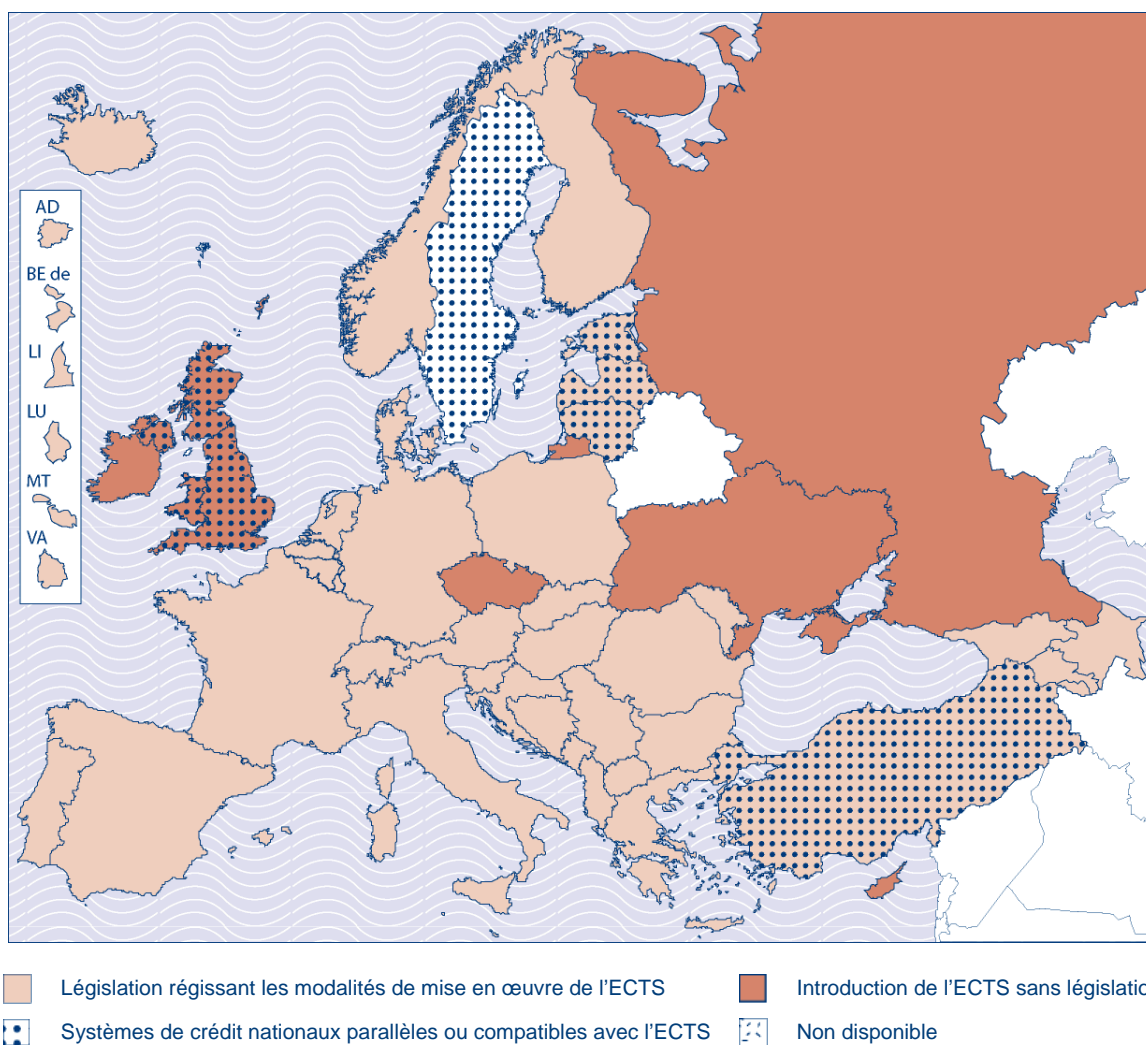 AD
BE de
LI
LU
MT
VA
Législation régissant les modalités de mise en œuvre de l’ECTS
Introduction de l’ECTS sans législatio
Systèmes de crédit nationaux parallèles ou compatibles avec l’ECTS
Non disponible